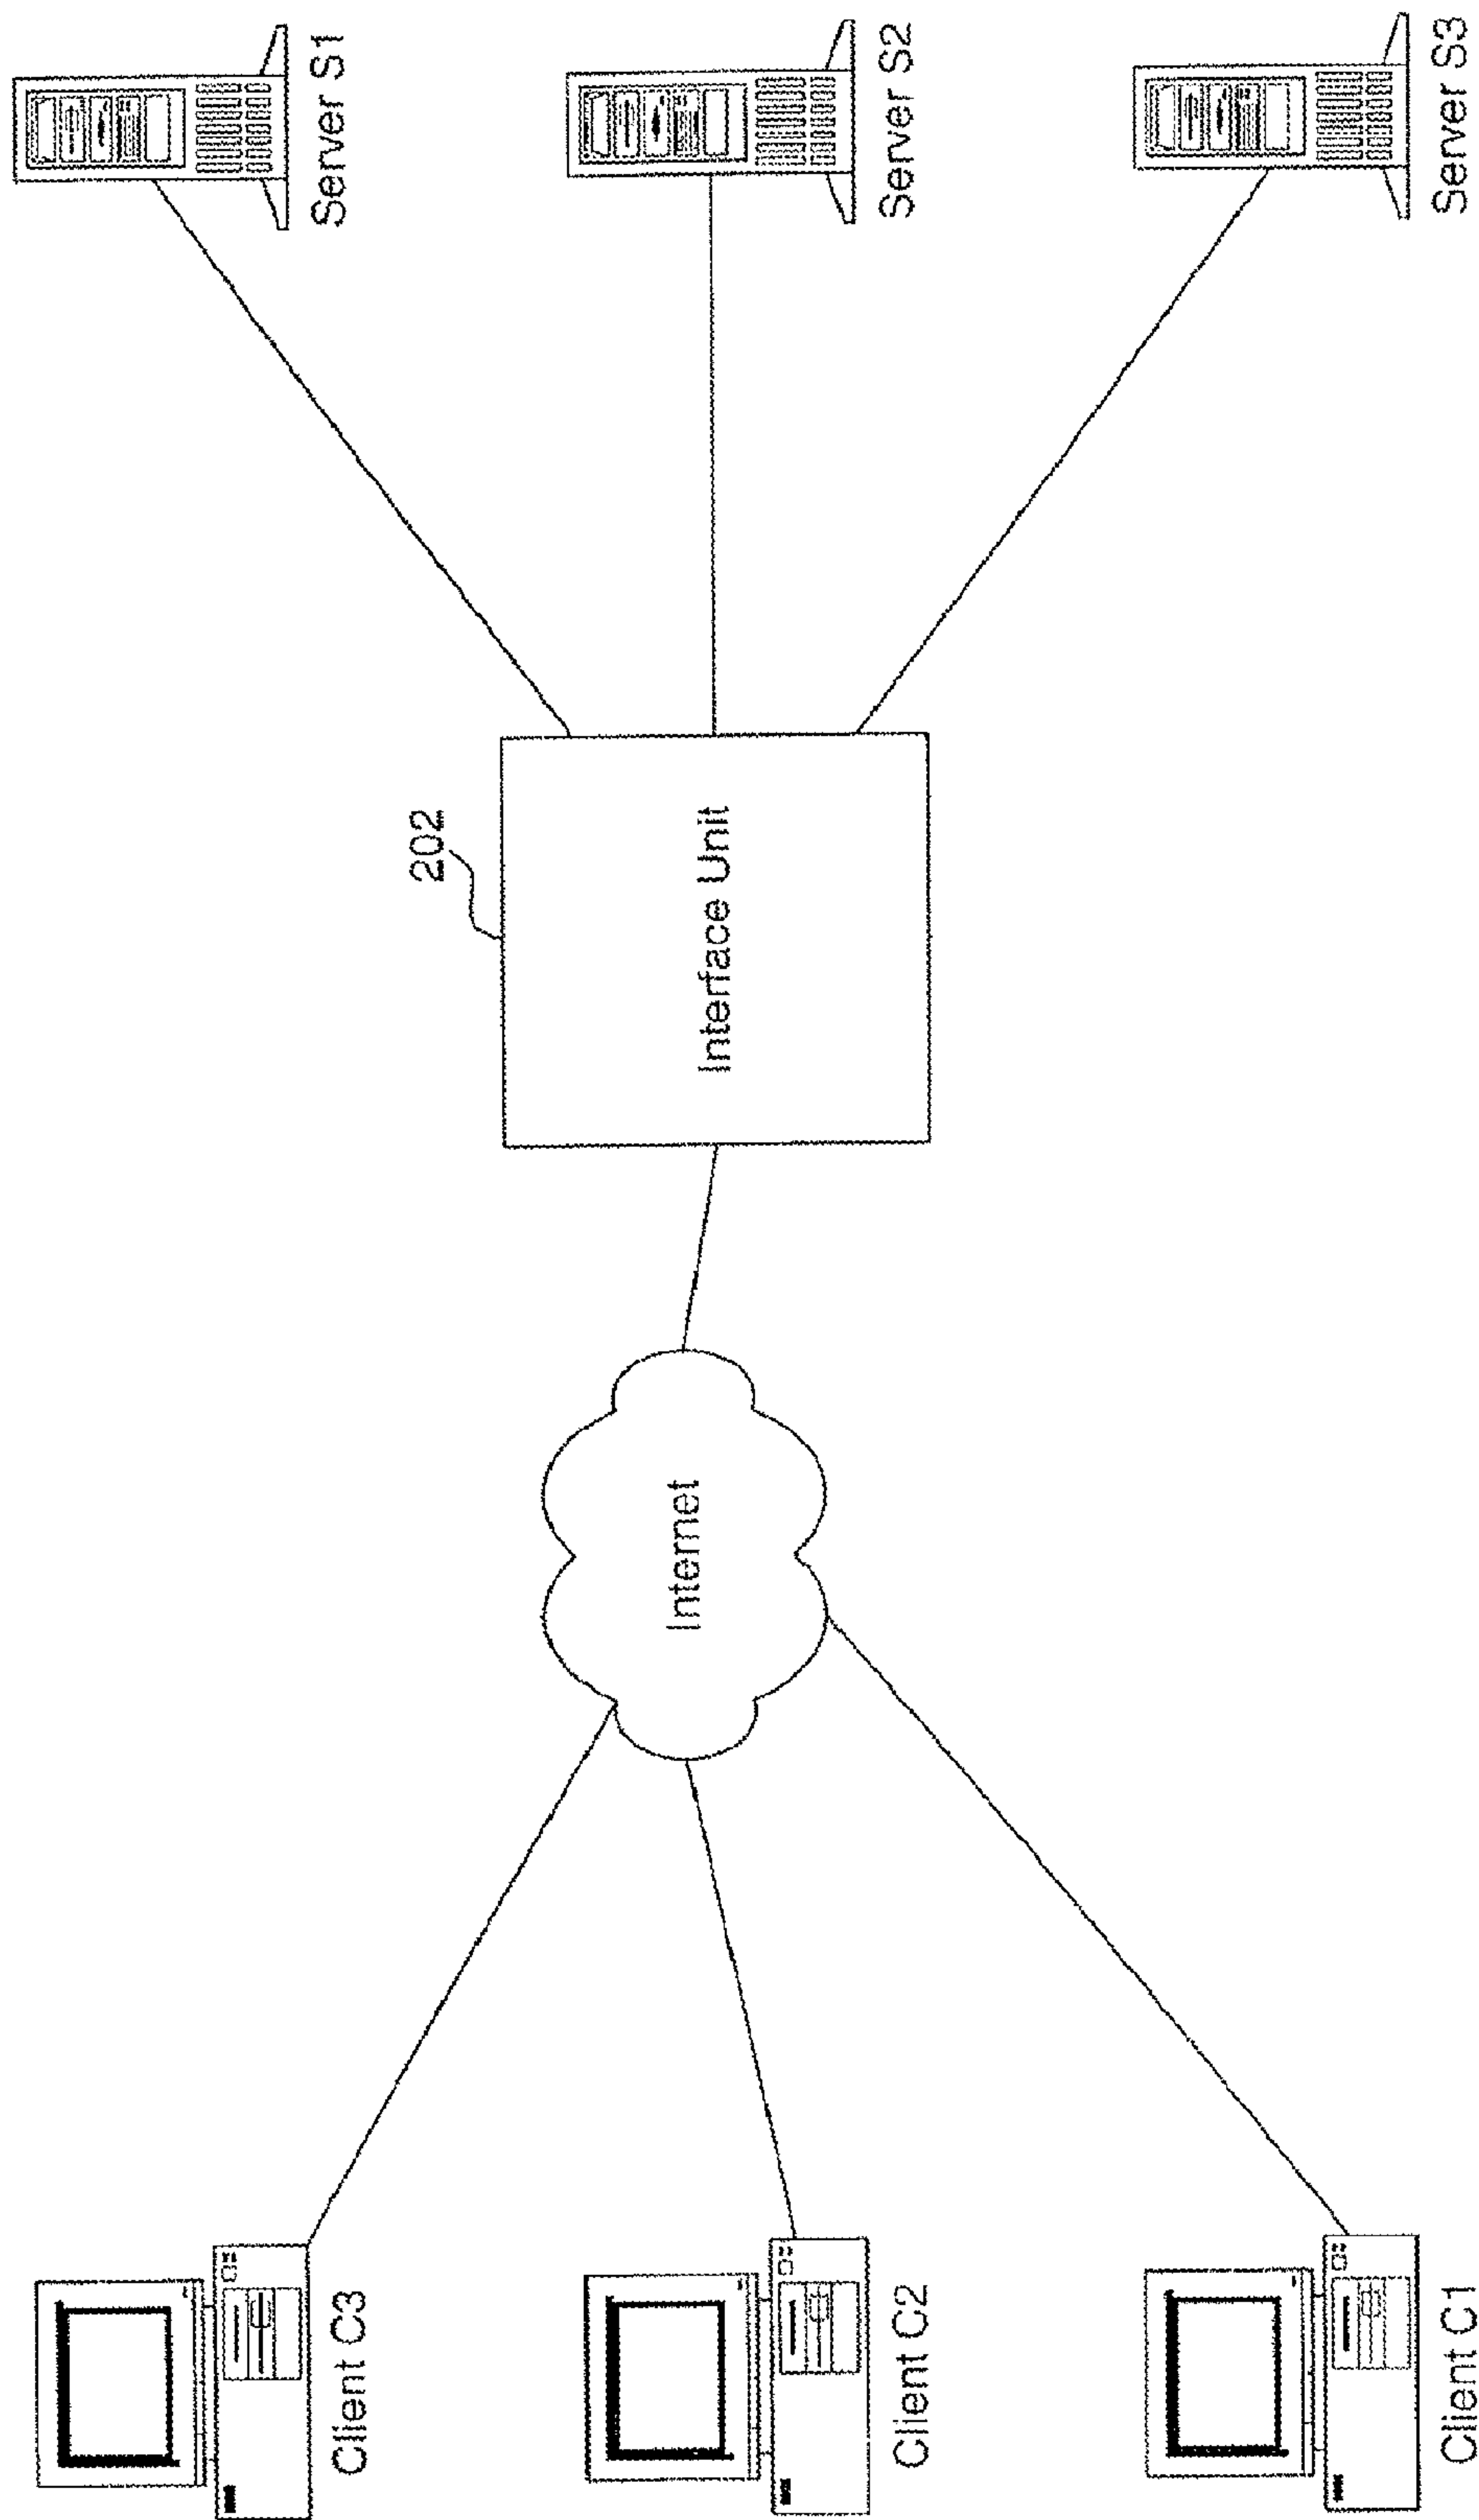 Client C3
Client C2
Client C1
Internet
202
Interface Unit
Server S1
Server S2
Server S3